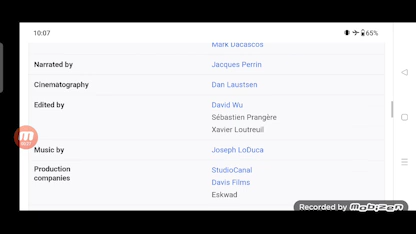 10:07
65%
Mark Dacascos
Narrated by Jacques Perrin
Cinematography Dan Laustsen
Edited by David Wu
Sébastien Prangère
Xavier Loutreuil
Music by Joseph LoDuca
Production companies StudioCanal
Davis Films
Eskwad
Recorded by Mobizen